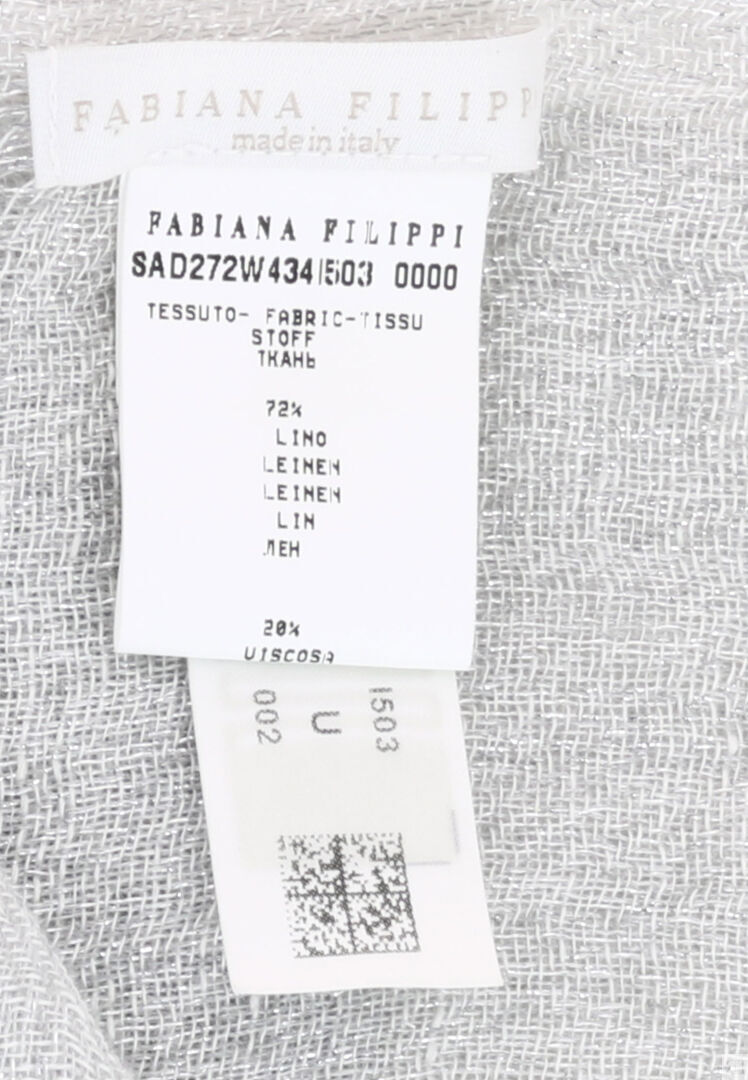 FABIANA FILIPPI
made in italy
FABIANA FILIPPI
SAD272W434I503 0000
TESSUTO- FABRIC-TISSU
STOFF
ТКАНЬ
72%
LINO
LEINEN
LEINEN
LIN
ЛЕН
20%
VISCOSA
I503
U
002